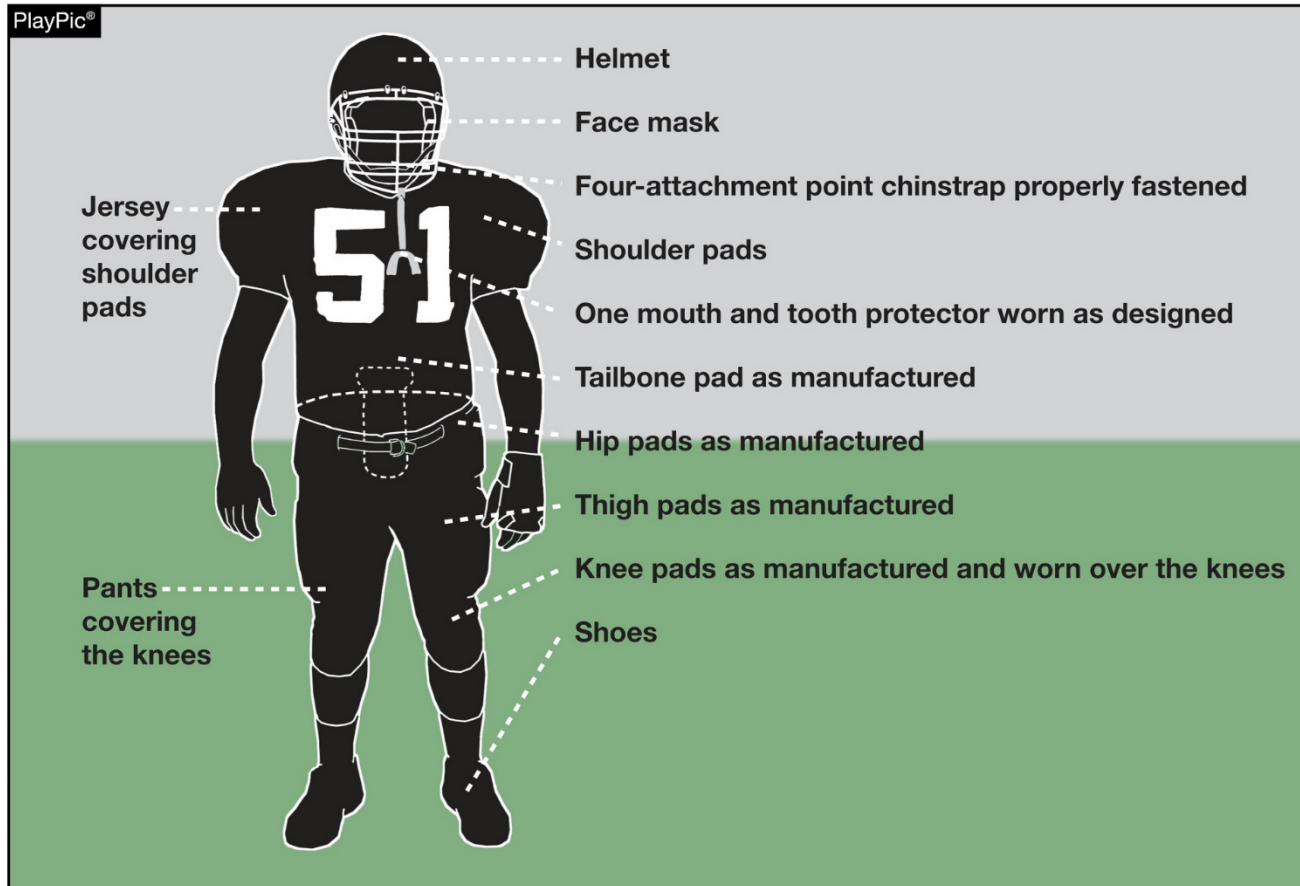 PlayPic®
Helmet
Face mask
Four-attachment point chinstrap properly fastened
Jersey
covering
shoulder
pads
Shoulder pads
51
One mouth and tooth protector worn as designed
Tailbone pad as manufactured
Hip pads as manufactured
Thigh pads as manufactured
Knee pads as manufactured and worn over the knees
Pants
covering
the knees
Shoes